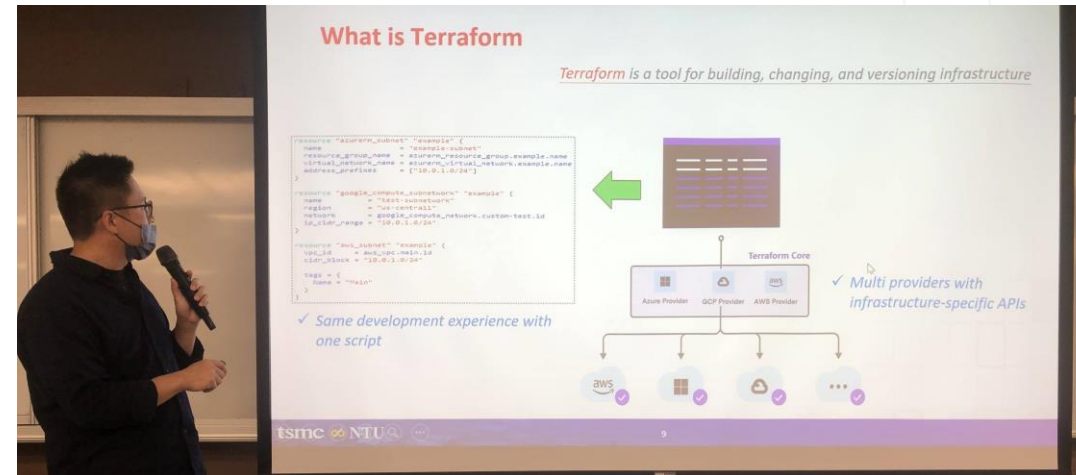 What is Terraform
Terraform is a tool for building, changing, and versioning infrastructure
resource "azurerm_subnet" "example" {
name = "example-subnet"
resource_group_name = azurerm_resource_group.example.name
virtual_network_name = azurerm_virtual_network.example.name
address_prefixes = ["10.0.1.0/24"]
}
resource "google_compute_subnetwork" "example" {
name = "test-subnetwork"
region = "us-central1"
network = google_compute_network.custom-test.id
ip_cidr_range = "10.0.1.0/24"
}
resource "aws_subnet" "example" {
vpc_id = aws_vpc.main.id
cidr_block = "10.0.1.0/24"
tags = {
Name = "Main"
}
}
✓ Same development experience with
one script
Terraform Core
aws
Azure Provider GCP Provider AWS Provider
✓ Multi providers with
infrastructure-specific APIs
aws
tsmc NTU 9